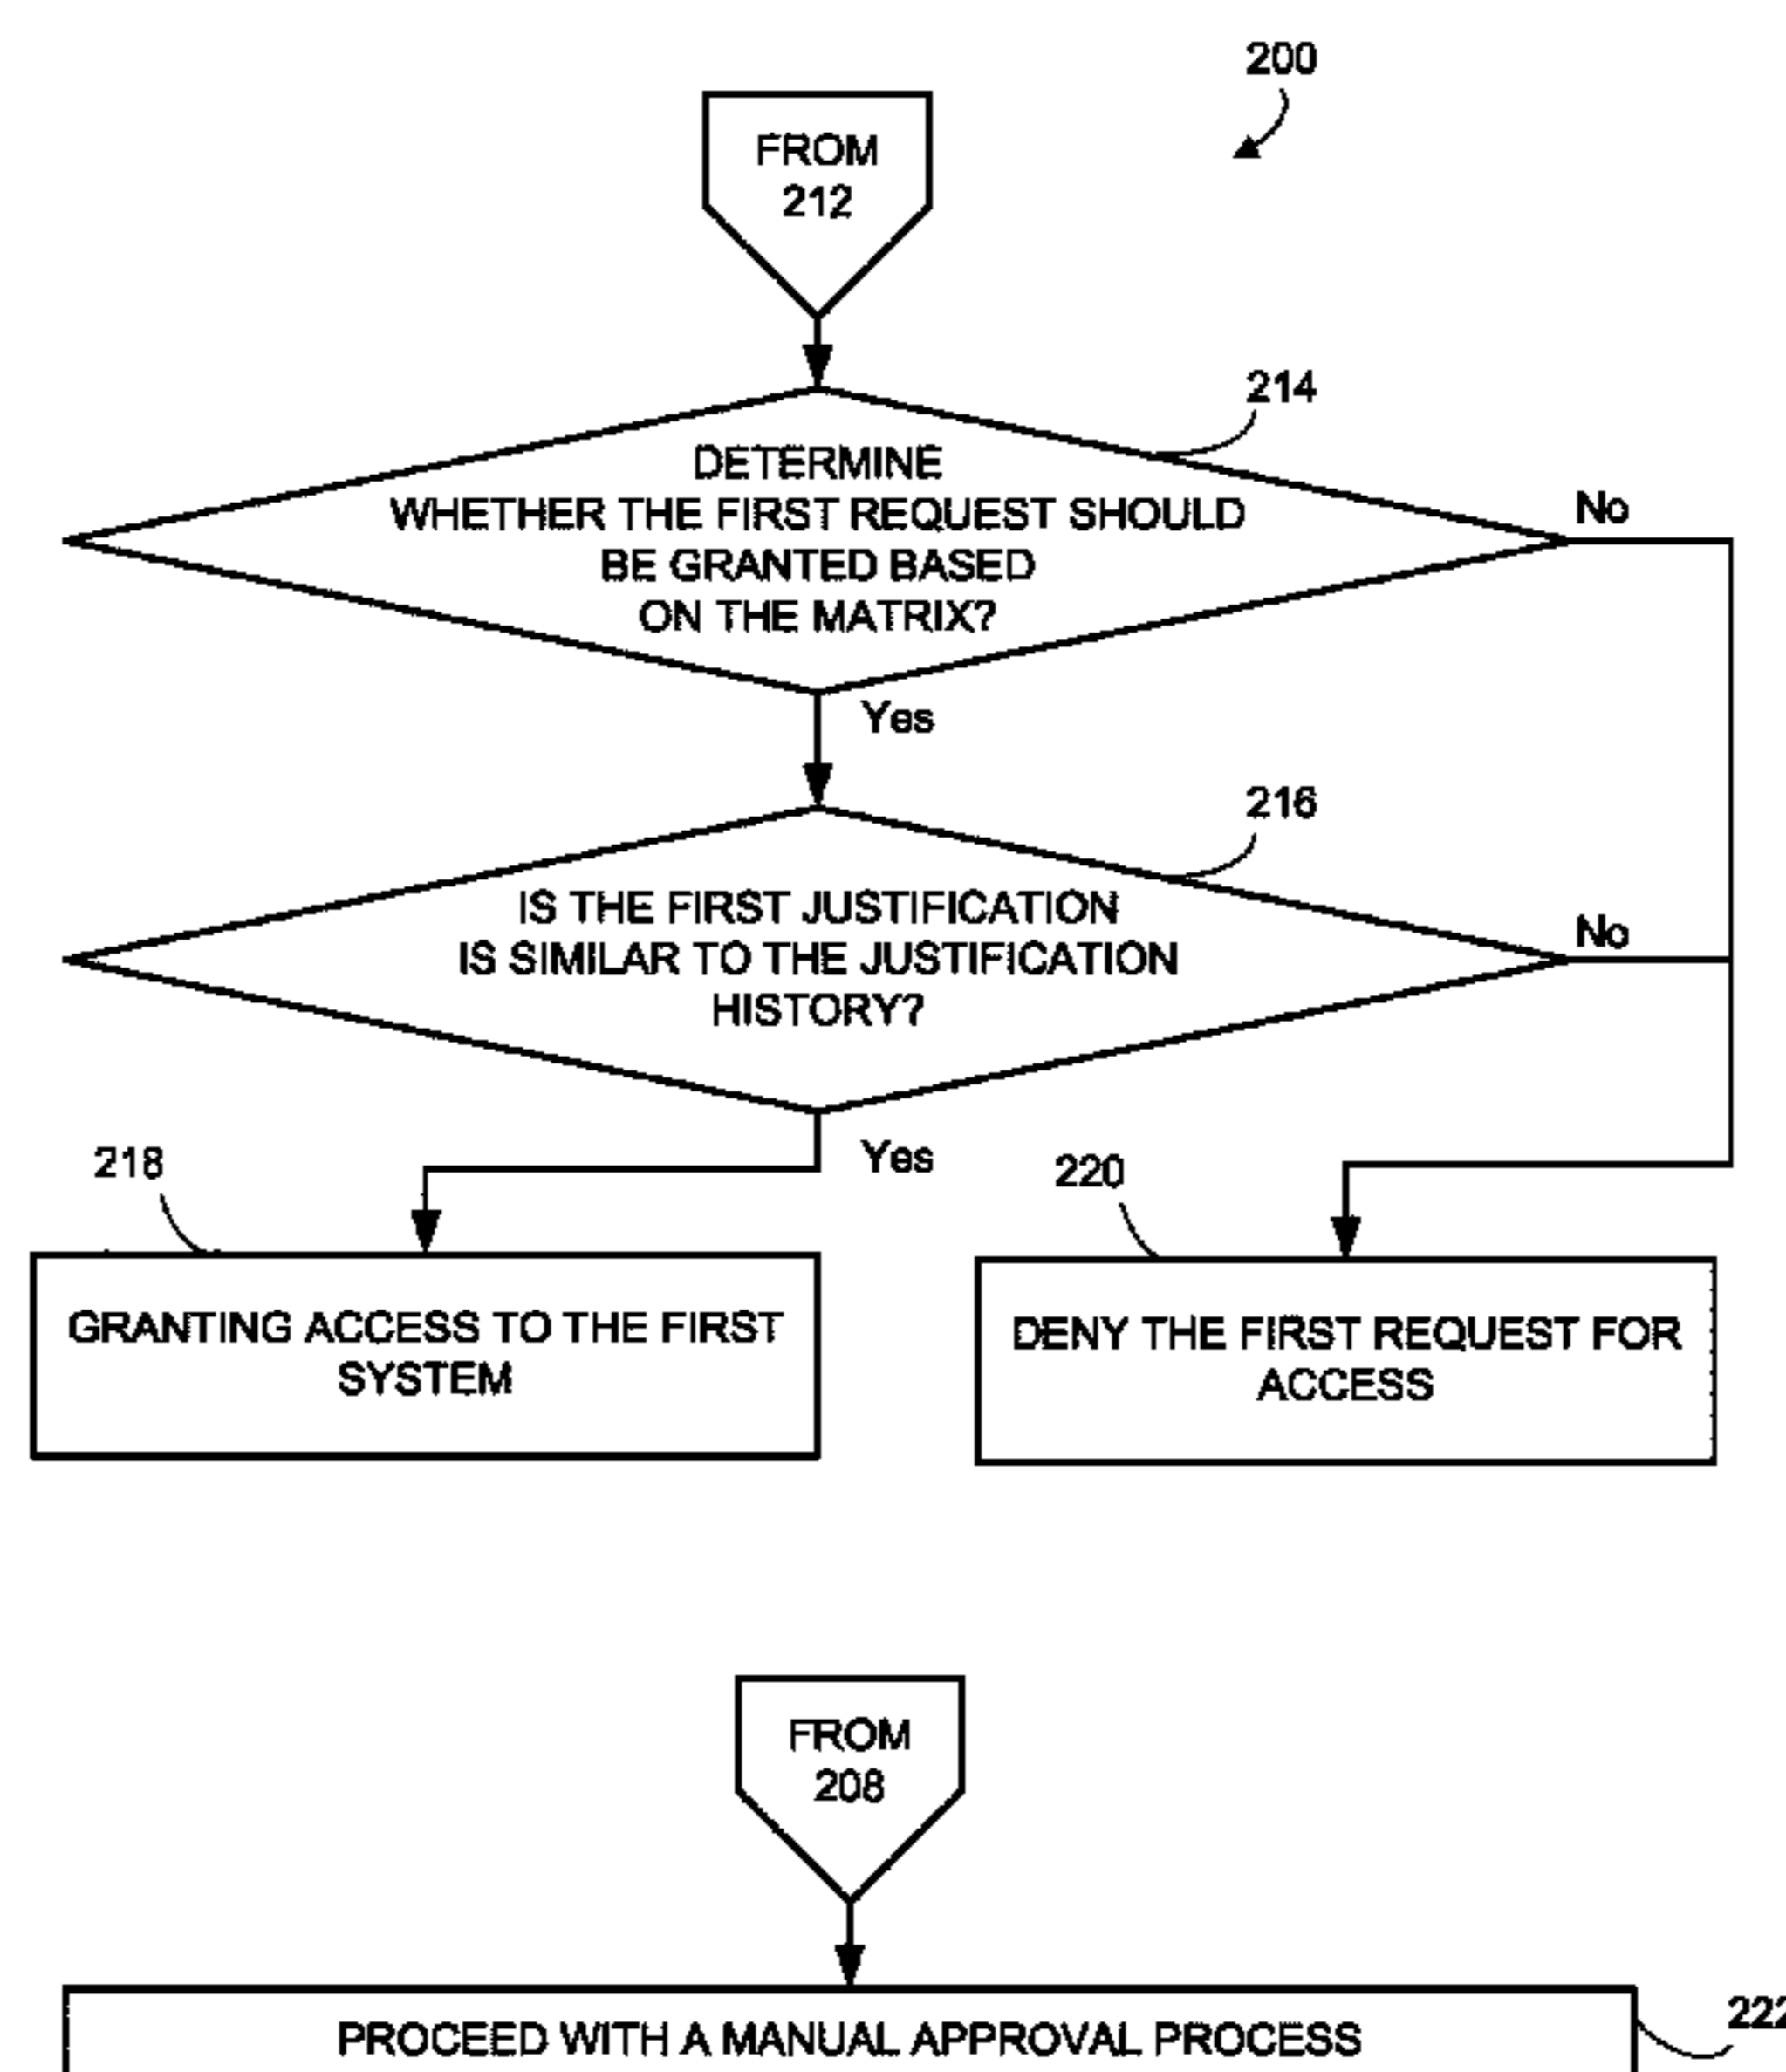 200
FROM
212
214
DETERMINE
WHETHER THE FIRST REQUEST SHOULD
BE GRANTED BASED
ON THE MATRIX?
No
Yes
216
IS THE FIRST JUSTIFICATION
IS SIMILAR TO THE JUSTIFICATION
HISTORY?
No
Yes
218
220
GRANTING ACCESS TO THE FIRST
SYSTEM
DENY THE FIRST REQUEST FOR
ACCESS
FROM
208
PROCEED WITH A MANUAL APPROVAL PROCESS
222